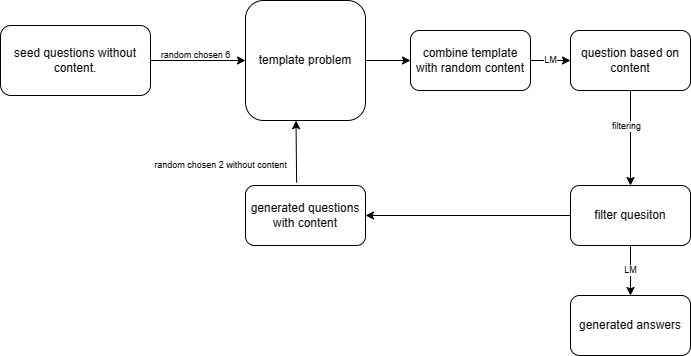 seed questions without
content.
random chosen 6
template problem
combine template
with random content
LM
question based on
content
filtering
random chosen 2 without content
generated questions
with content
filter quesiton
LM
generated answers